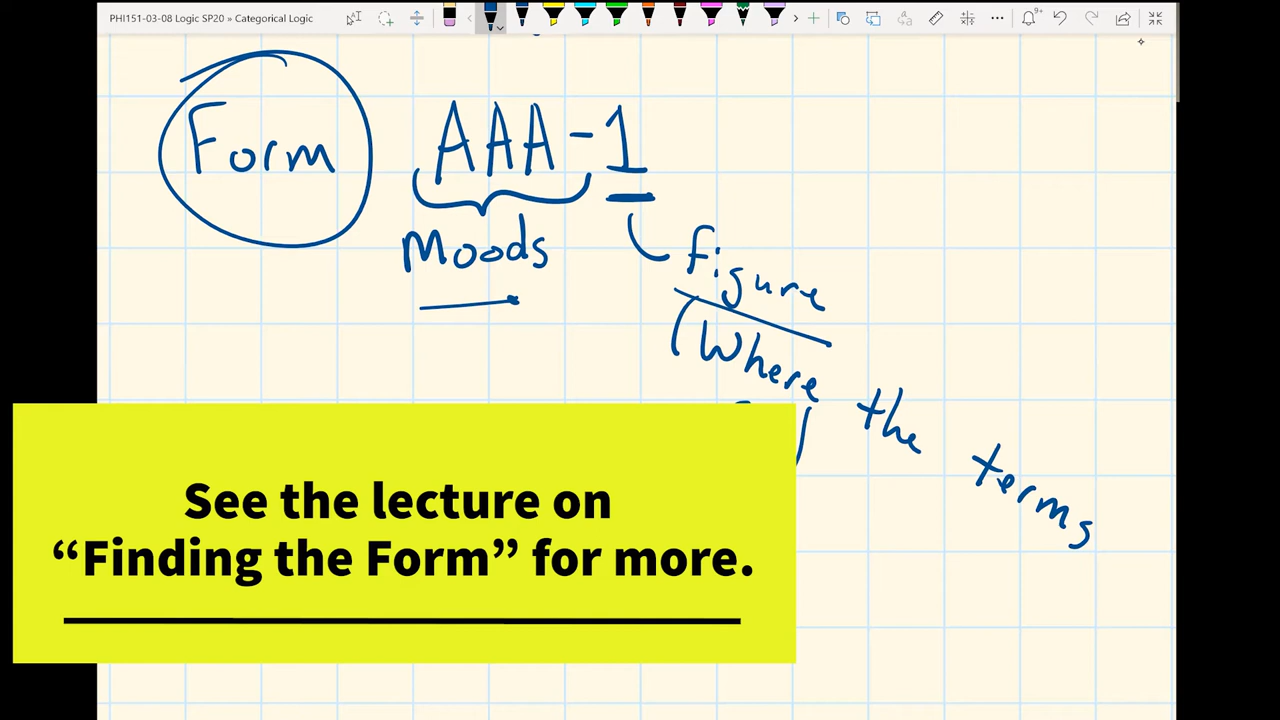 PHI151-03-08 Logic SP20 » Categorical Logic
Form AAA-1
Moods
figure
(Where the terms
See the lecture on
“Finding the Form” for more.